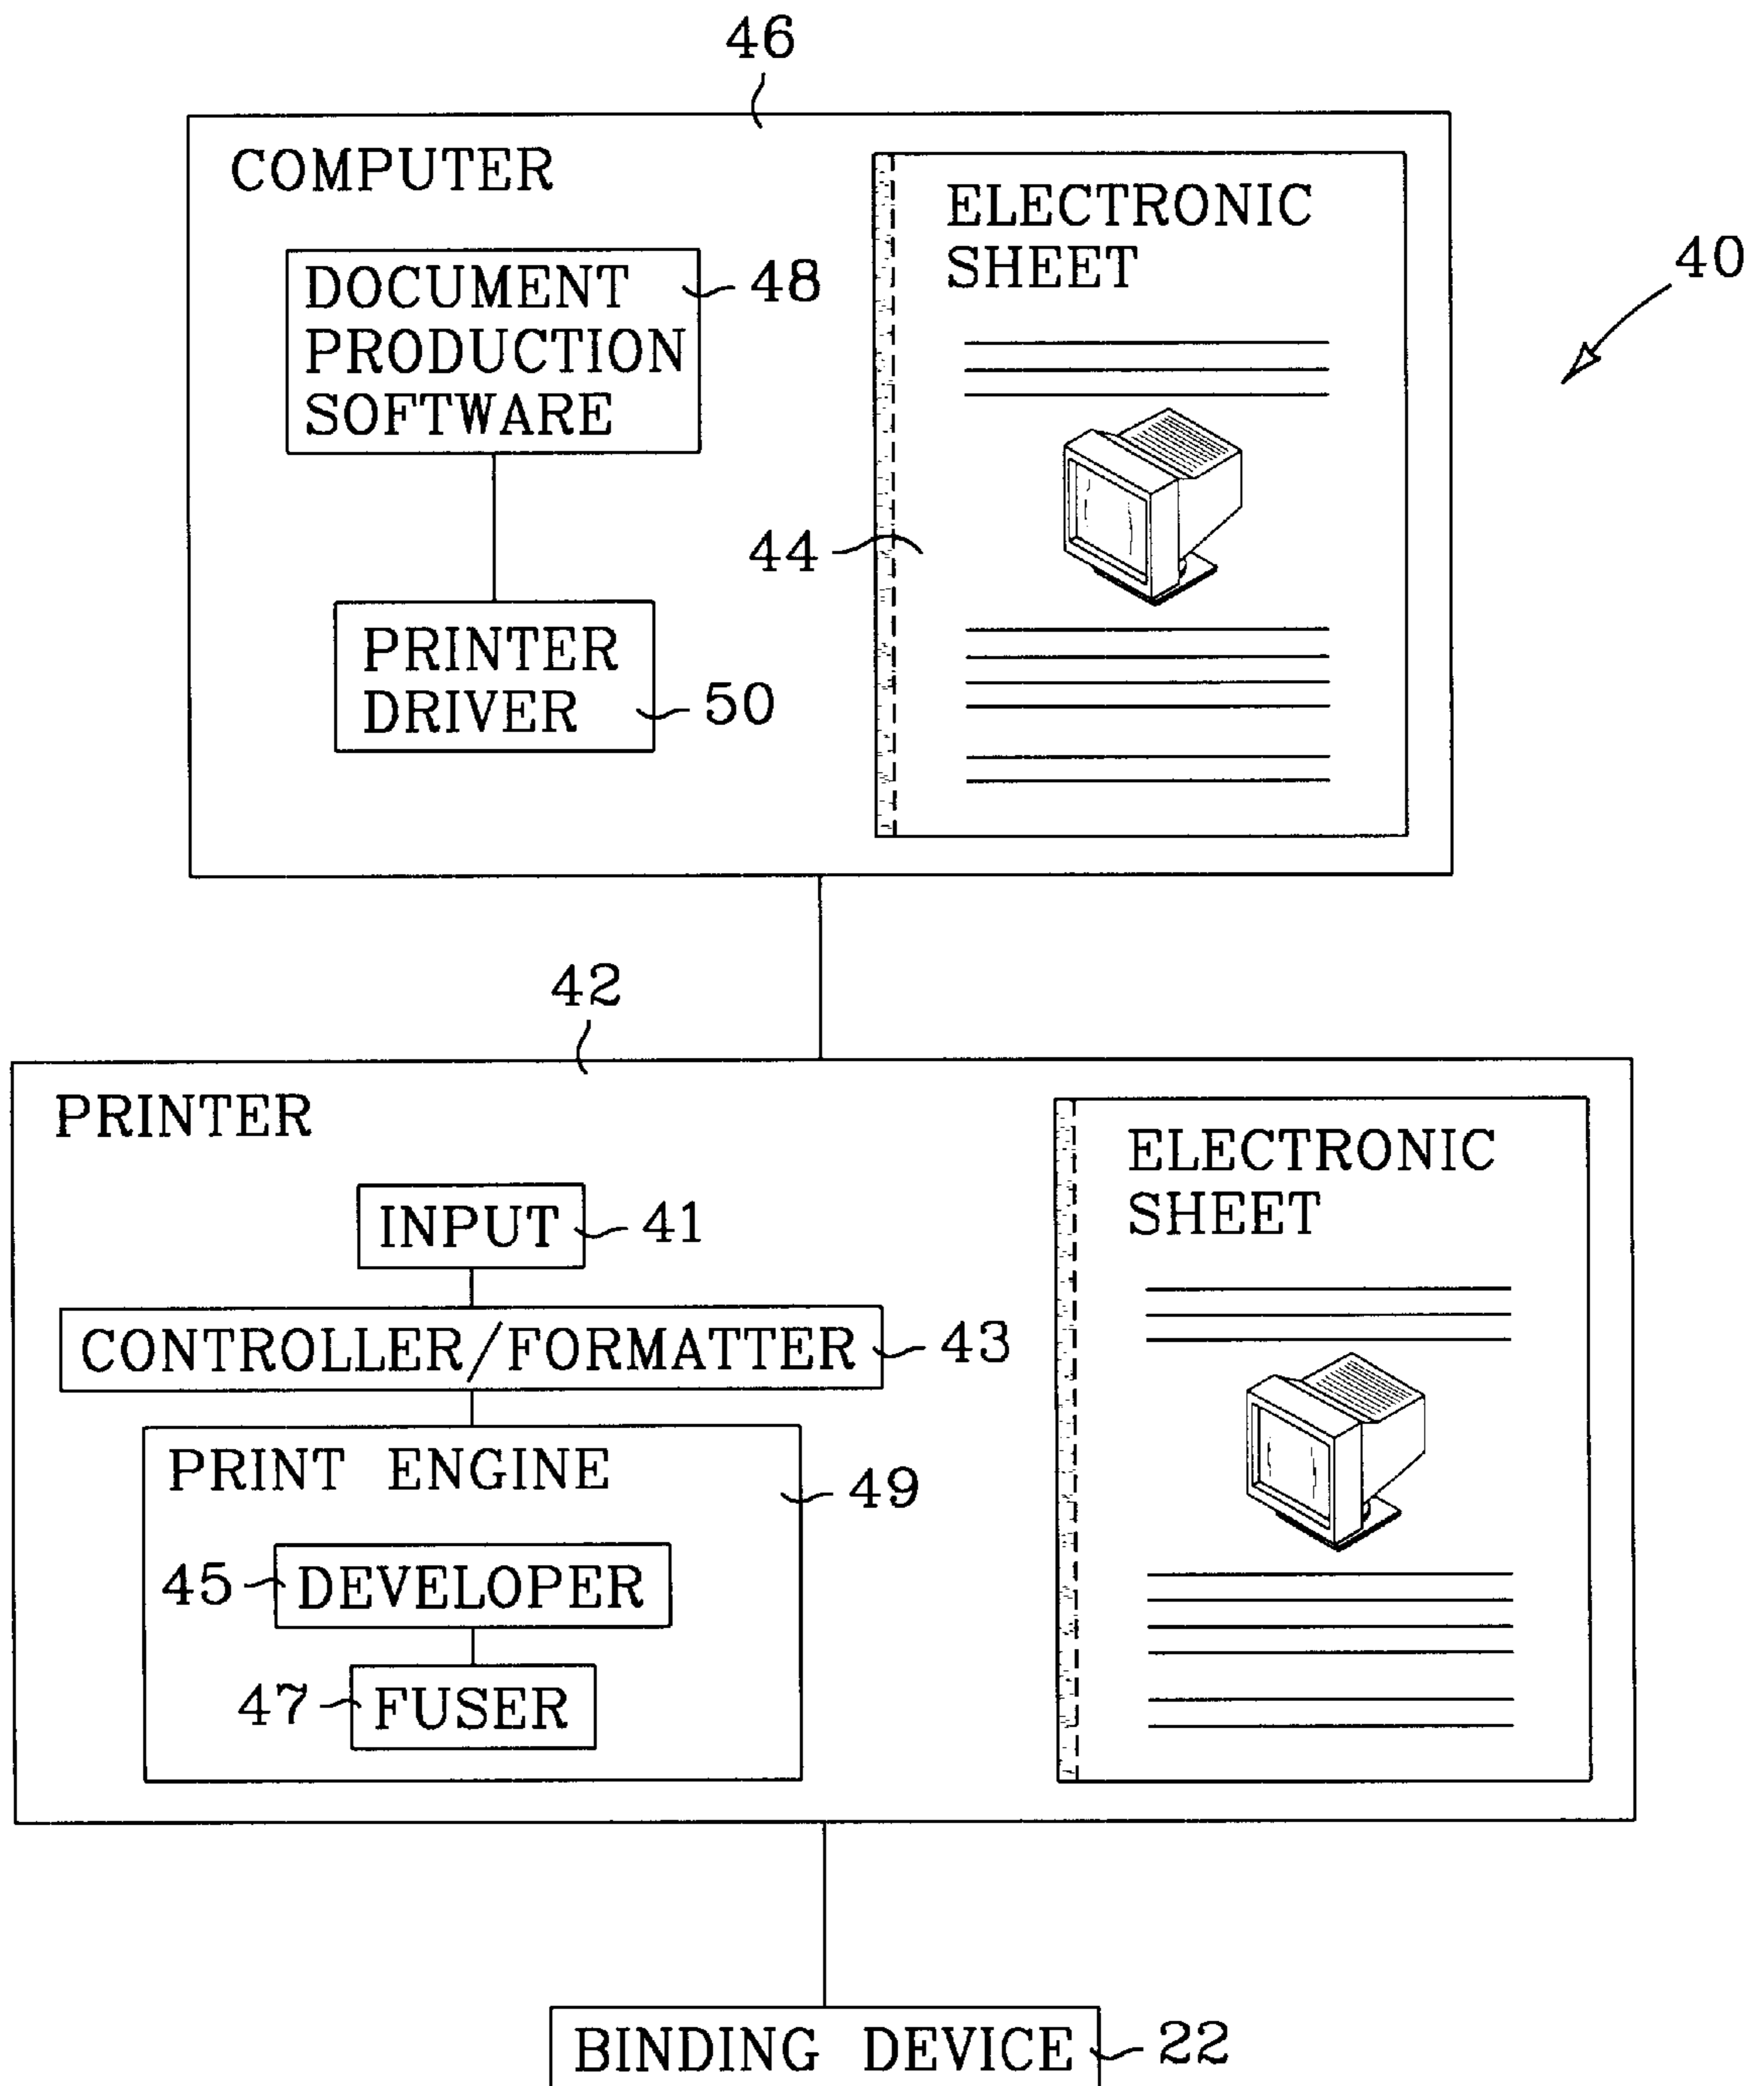 46
COMPUTER
ELECTRONIC
SHEET
40
DOCUMENT
PRODUCTION
SOFTWARE
48
44
PRINTER
DRIVER
50
42
PRINTER
ELECTRONIC
SHEET
INPUT
41
CONTROLLER/FORMATTER
43
PRINT ENGINE
49
45
DEVELOPER
47
FUSER
BINDING DEVICE
22